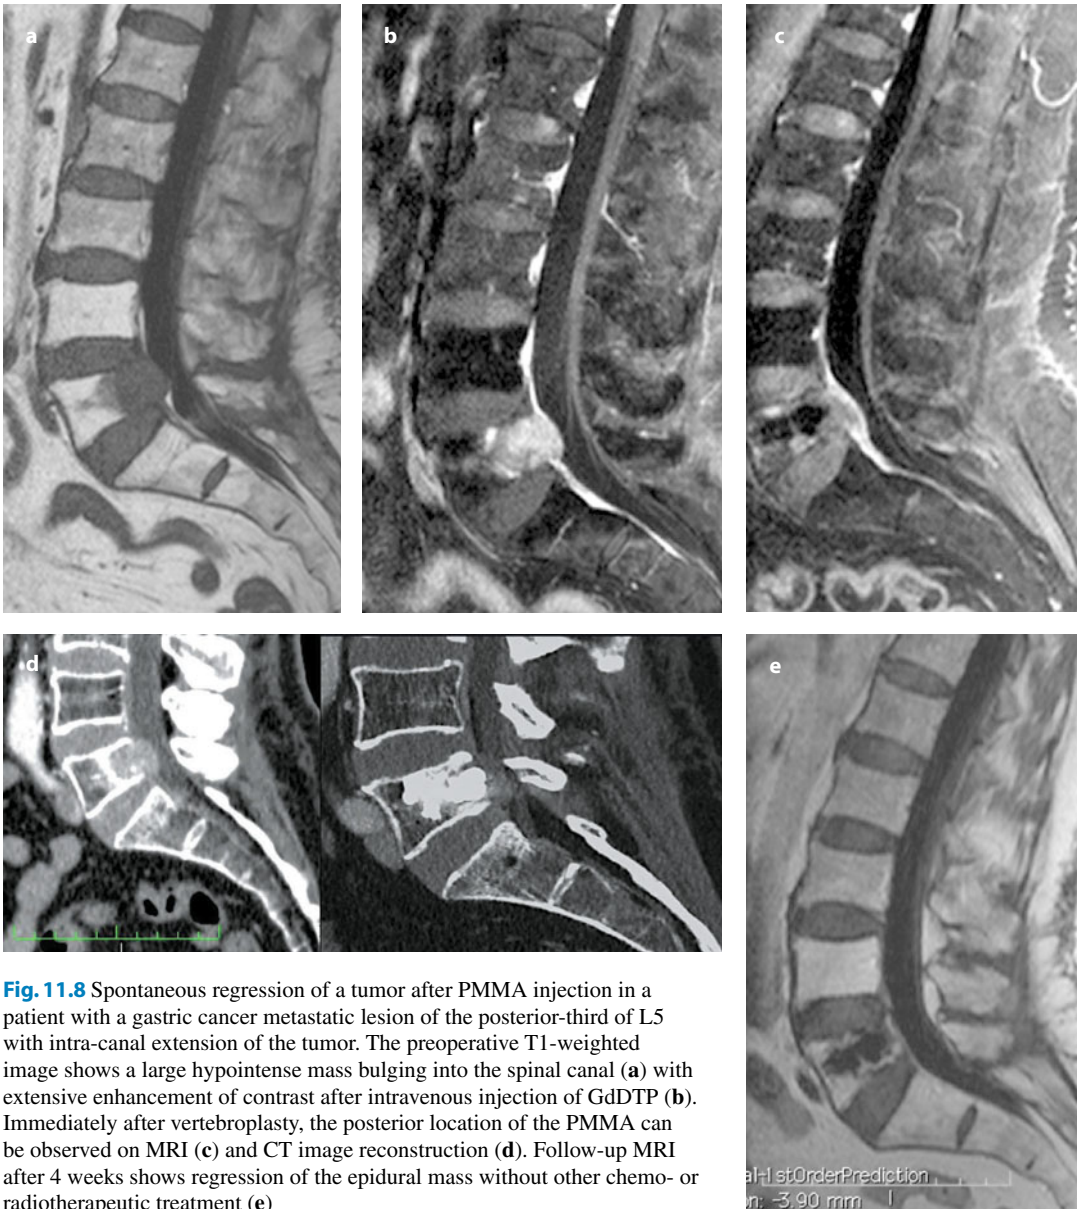 a
b
c
d
e
al-1stOrderPrediction
on: -3.90 mm
Fig. 11.8 Spontaneous regression of a tumor after PMMA injection in a
patient with a gastric cancer metastatic lesion of the posterior-third of L5
with intra-canal extension of the tumor. The preoperative T1-weighted
image shows a large hypointense mass bulging into the spinal canal (a) with
extensive enhancement of contrast after intravenous injection of GdDTP (b).
Immediately after vertebroplasty, the posterior location of the PMMA can
be observed on MRI (c) and CT image reconstruction (d). Follow-up MRI
after 4 weeks shows regression of the epidural mass without other chemo- or
radiotherapeutic treatment (e)